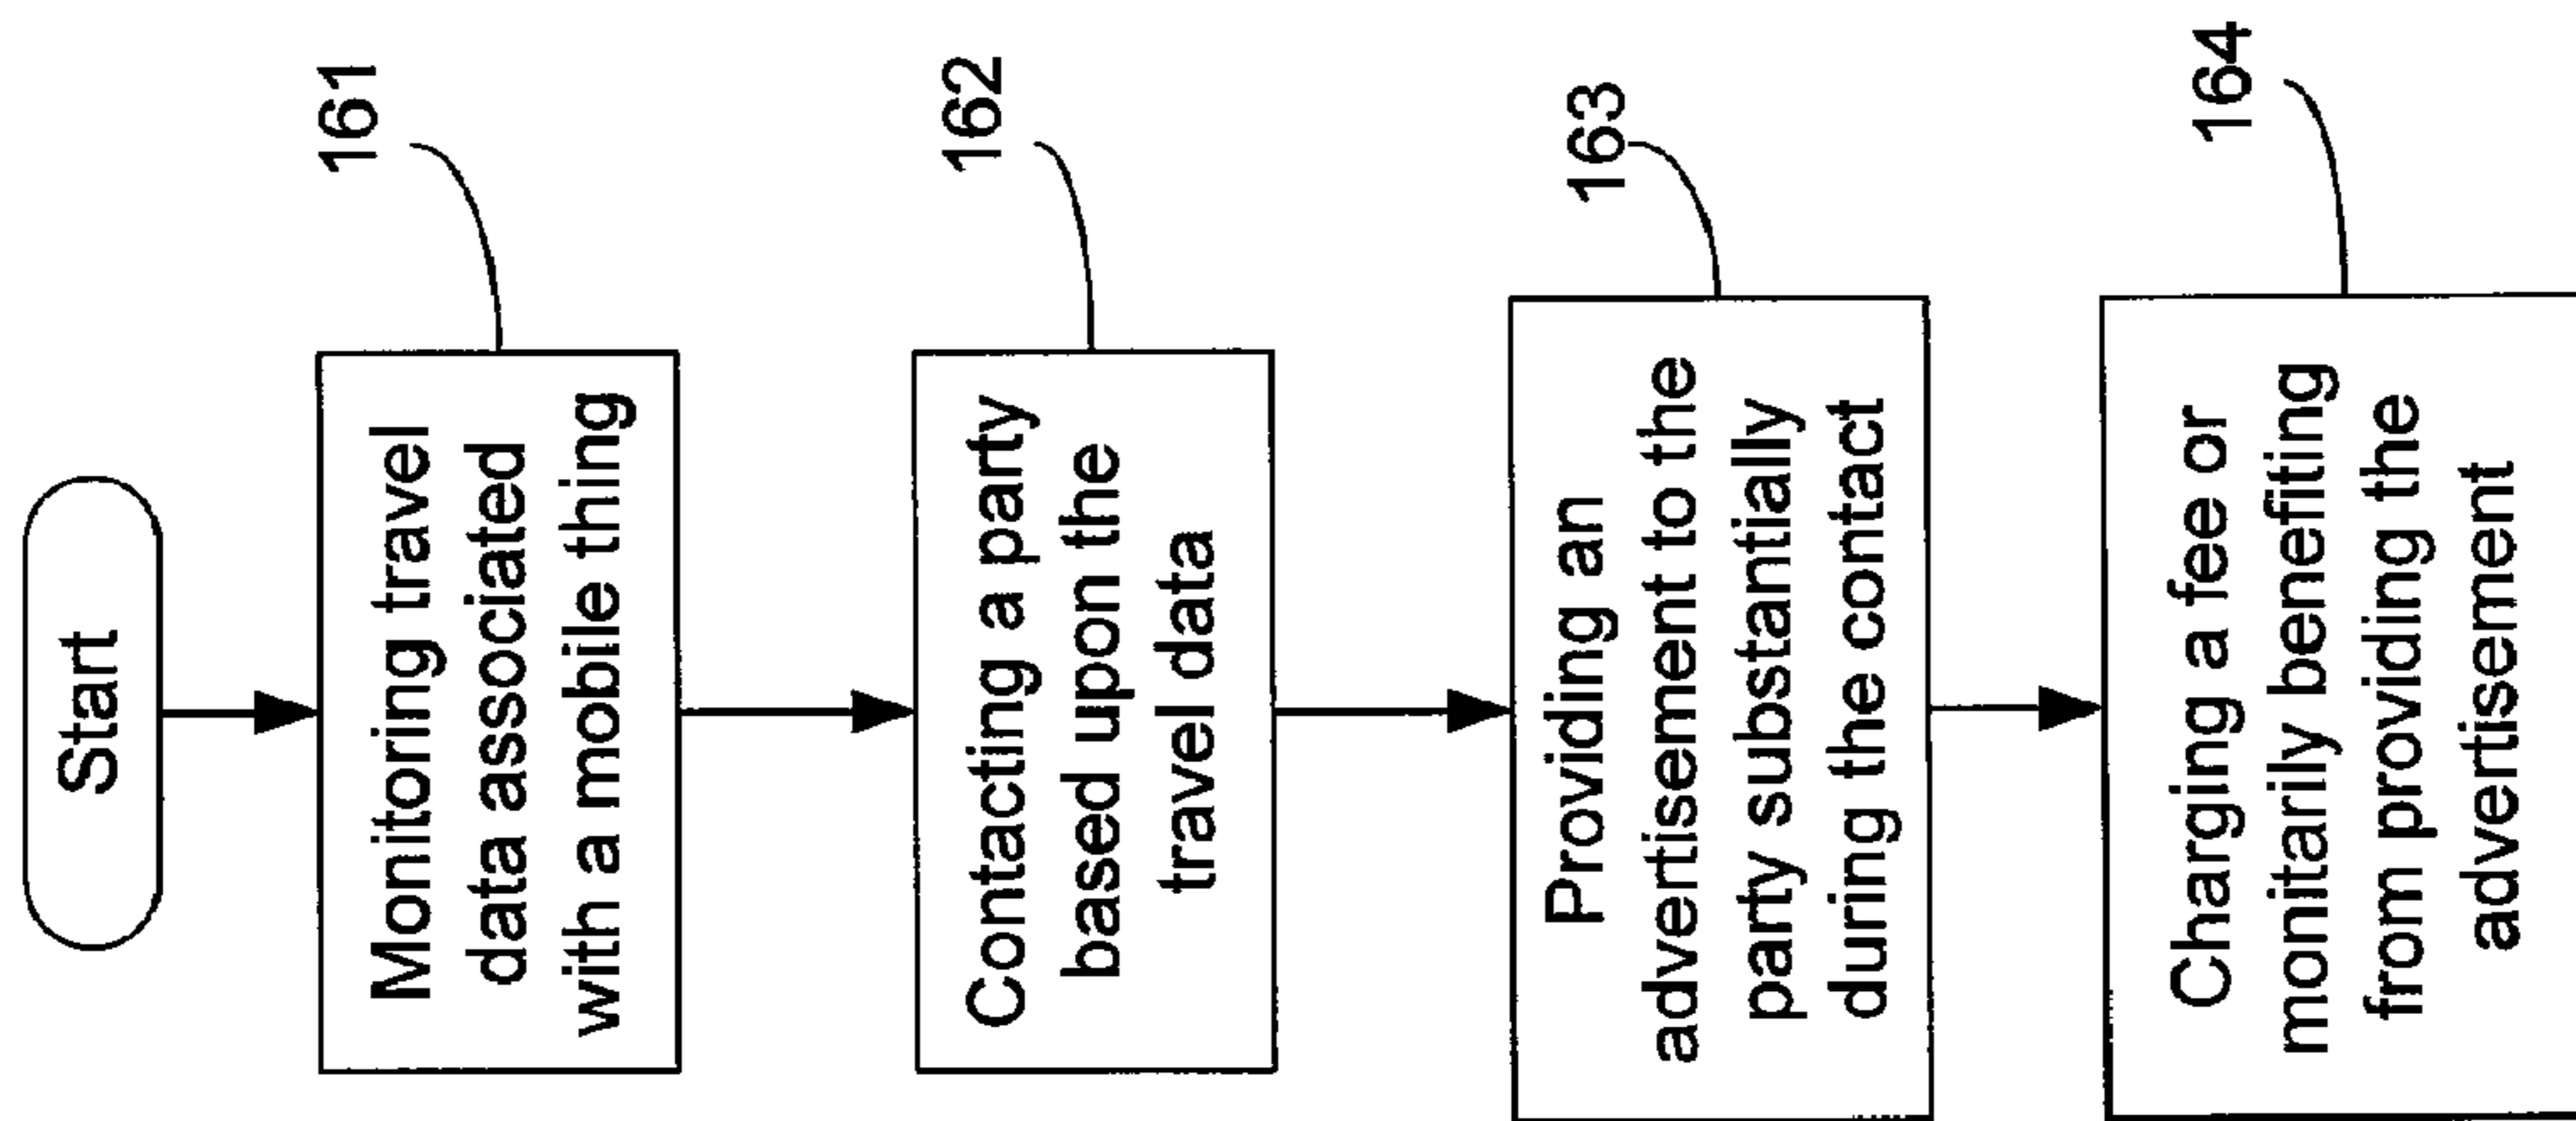 Start
161
Monitoring travel
data associated
with a mobile thing
162
Contacting a party
based upon the
travel data
163
Providing an
advertisement to the
party substantially
during the contact
164
Charging a fee or
monitarily benefiting
from providing the
advertisement